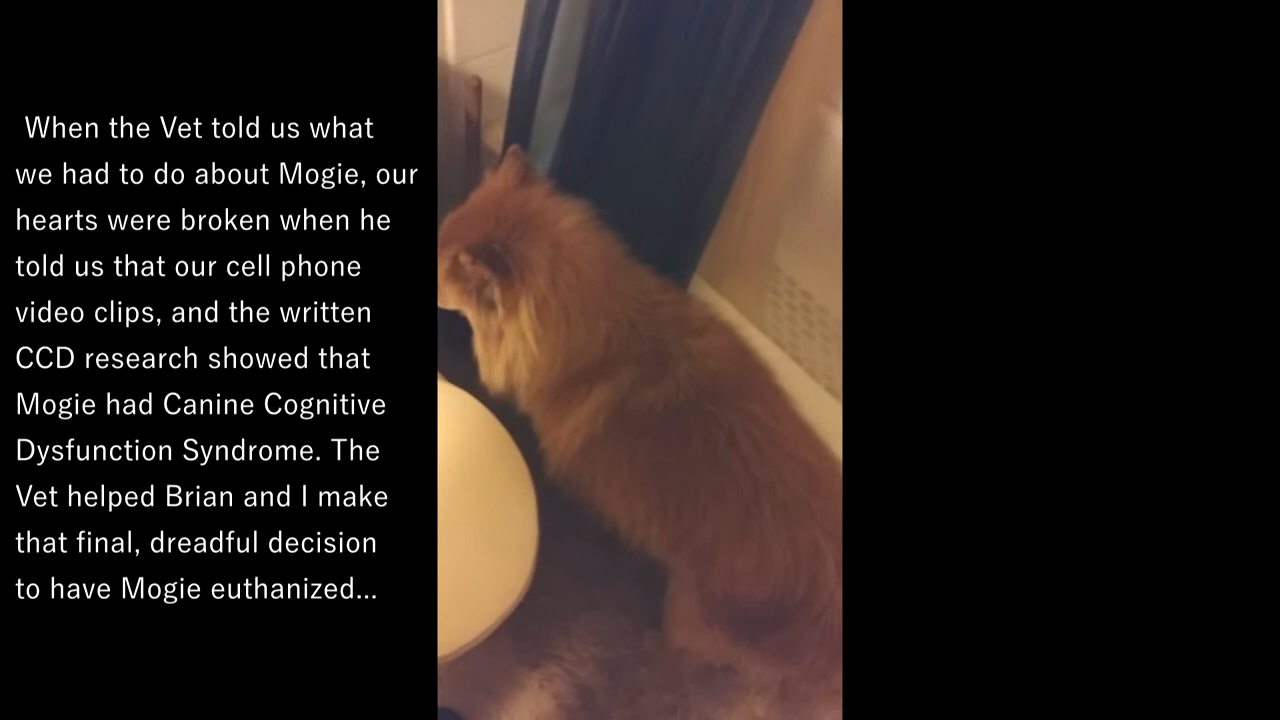 When the Vet told us what
we had to do about Mogie, our
hearts were broken when he
told us that our cell phone
video clips, and the written
CCD research showed that
Mogie had Canine Cognitive
Dysfunction Syndrome. The
Vet helped Brian and I make
that final, dreadful decision
to have Mogie euthanized...